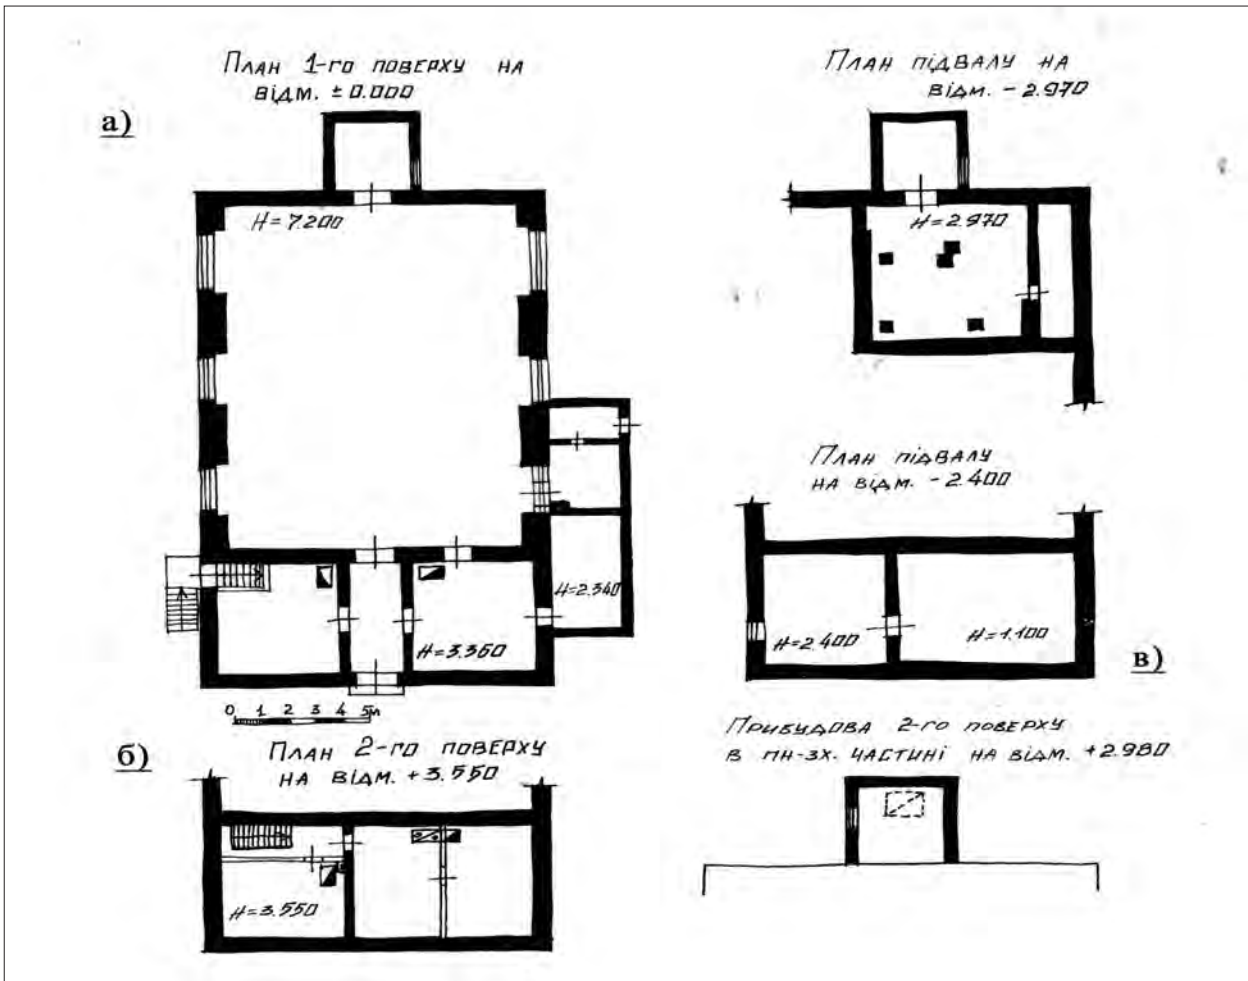 План 1-го поверху на
відм. ± 0.000
а)
H=7.200
H=2.340
H=3.360
0 1 2 3 4 5м
б)
План 2-го поверху
на відм. +3.550
H=3.550
План підвалу на
відм. -2.970
H=2.970
План підвалу
на відм. -2.400
H=2.400
H=1.100
в)
Прибудова 2-го поверху
в пн-зх. частині на відм. +2.980